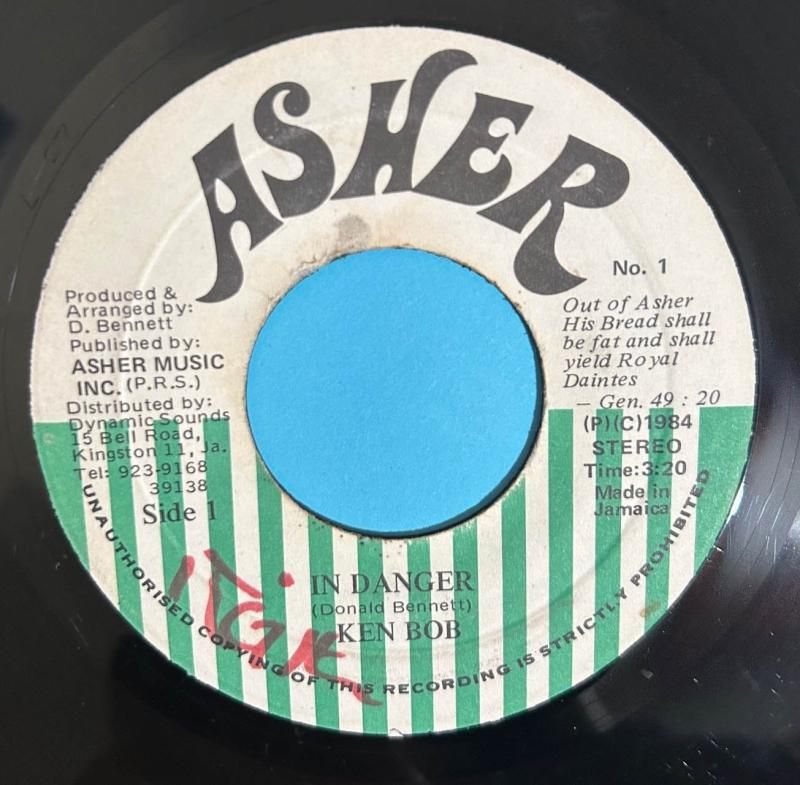 ASHER
No. 1
Produced &
Arranged by:
D. Bennett
Published by:
ASHER MUSIC
INC. (P.R.S.)
Distributed by:
Dynamic Sounds
15 Bell Road,
Kingston 11, Ja.
Tel: 923-9168
39138
Side 1
Out of Asher
His Bread shall
be fat and shall
yield Royal
Daintes
— Gen. 49 : 20
(P)(C)1984
STEREO
Time:3:20
Made in
Jamaica
IN DANGER
(Donald Bennett)
KEN BOB
UNAUTHORISED COPYING OF THIS RECORDING IS STRICTLY PROHIBITED